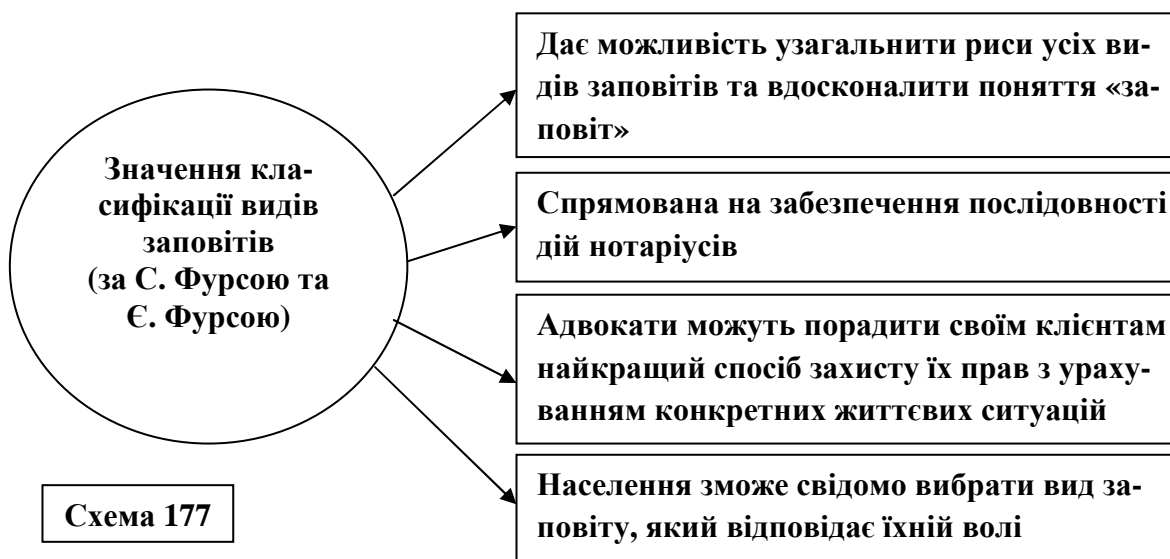 Значення кла-
сифікації видів
заповітів
(за С. Фурсою та
Є. Фурсою)
Дає можливість узагальнити риси усіх ви-
дів заповітів та вдосконалити поняття «за-
повіт»
Спрямована на забезпечення послідовності
дій нотаріусів
Адвокати можуть порадити своїм клієнтам
найкращий спосіб захисту їх прав з ураху-
ванням конкретних життєвих ситуацій
Населення зможе свідомо вибрати вид за-
повіту, який відповідає їхній волі
Схема 177